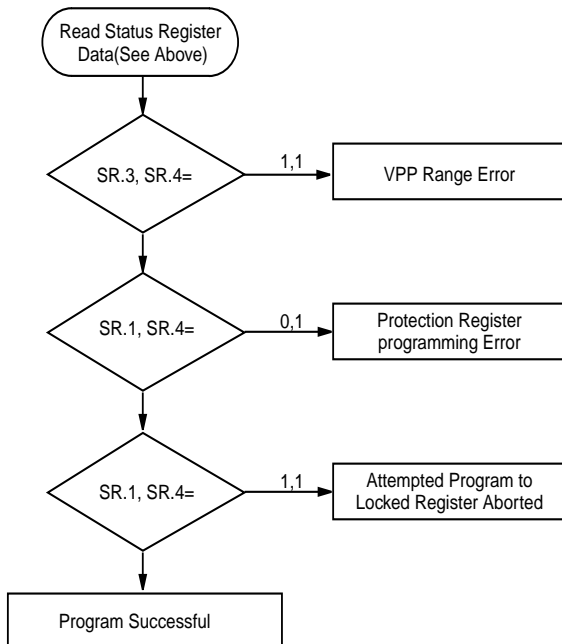 Read Status Register
Data(See Above)
SR.3, SR.4=
1,1
VPP Range Error
SR.1, SR.4=
0,1
Protection Register
programming Error
SR.1, SR.4=
1,1
Attempted Program to
Locked Register Aborted
Program Successful